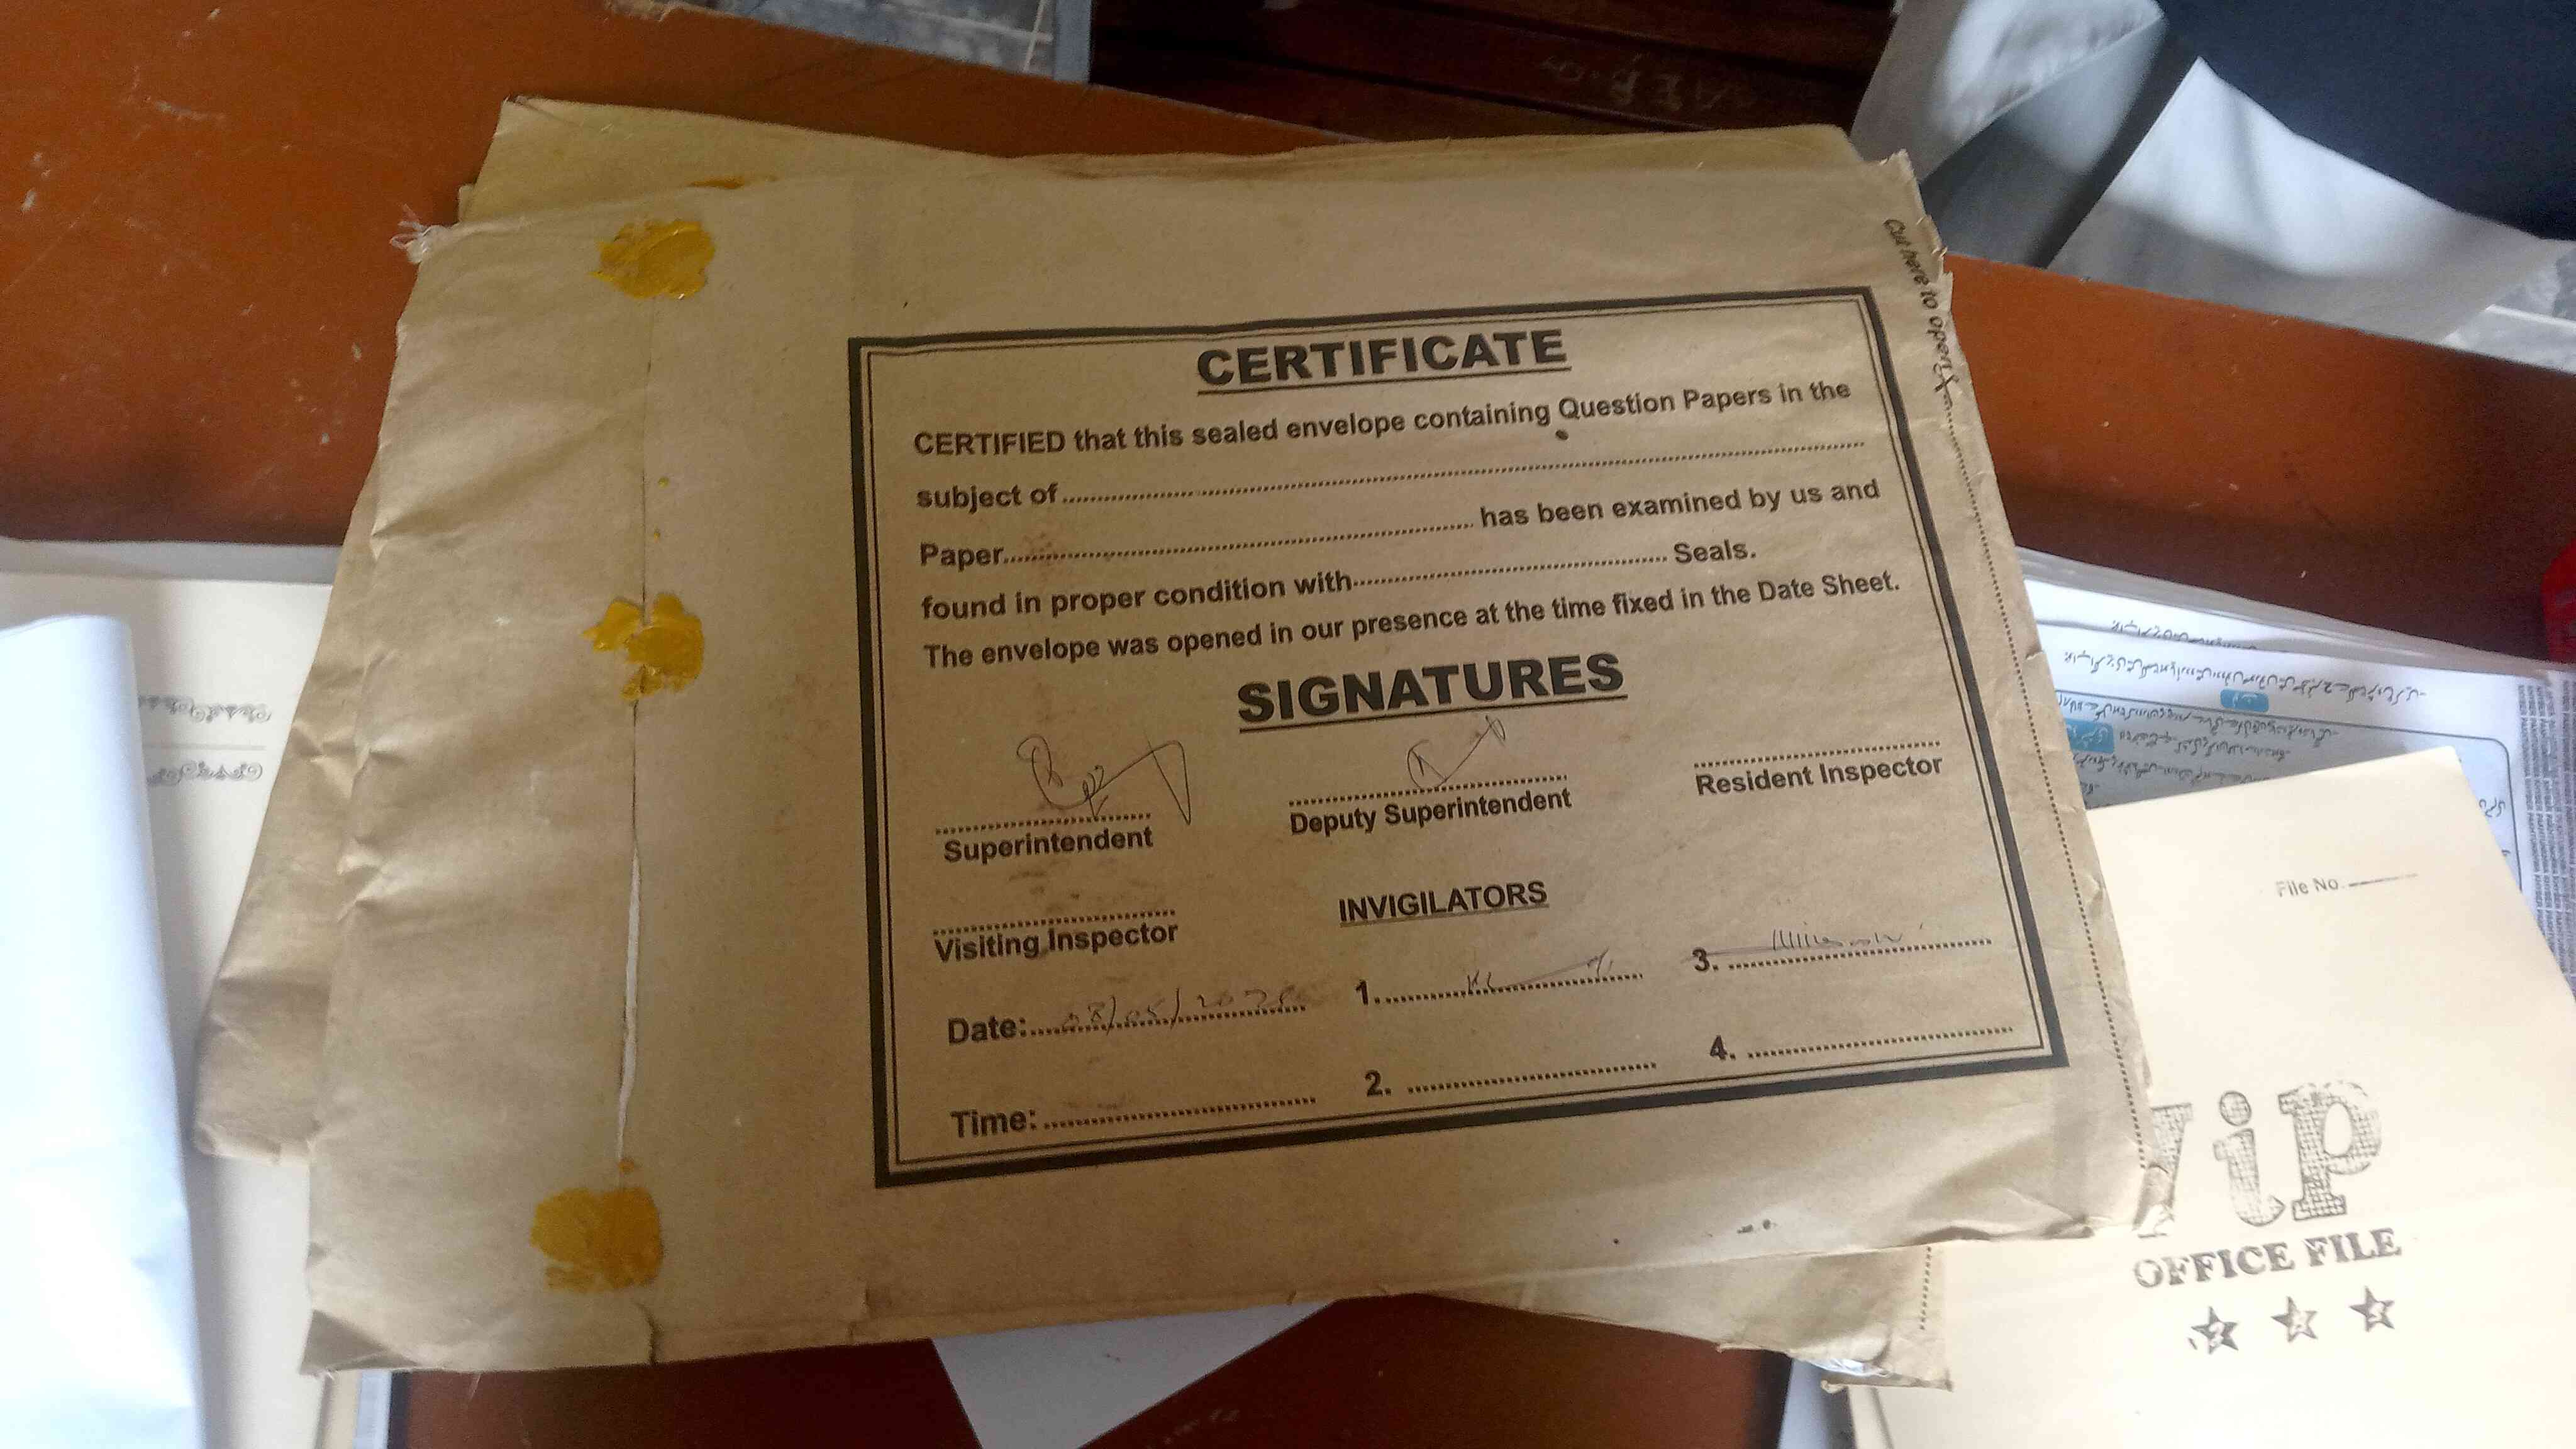 Cut here to open
CERTIFICATE
CERTIFIED that this sealed envelope containing Question Papers in the
subject of
Paper has been examined by us and
found in proper condition with Seals.
The envelope was opened in our presence at the time fixed in the Date Sheet.
SIGNATURES
Superintendent
Deputy Superintendent
Resident Inspector
Visiting Inspector
INVIGILATORS
Date: 08/05/2025
1.
3.
Time:
2.
4.
File No.
ViP
OFFICE FILE